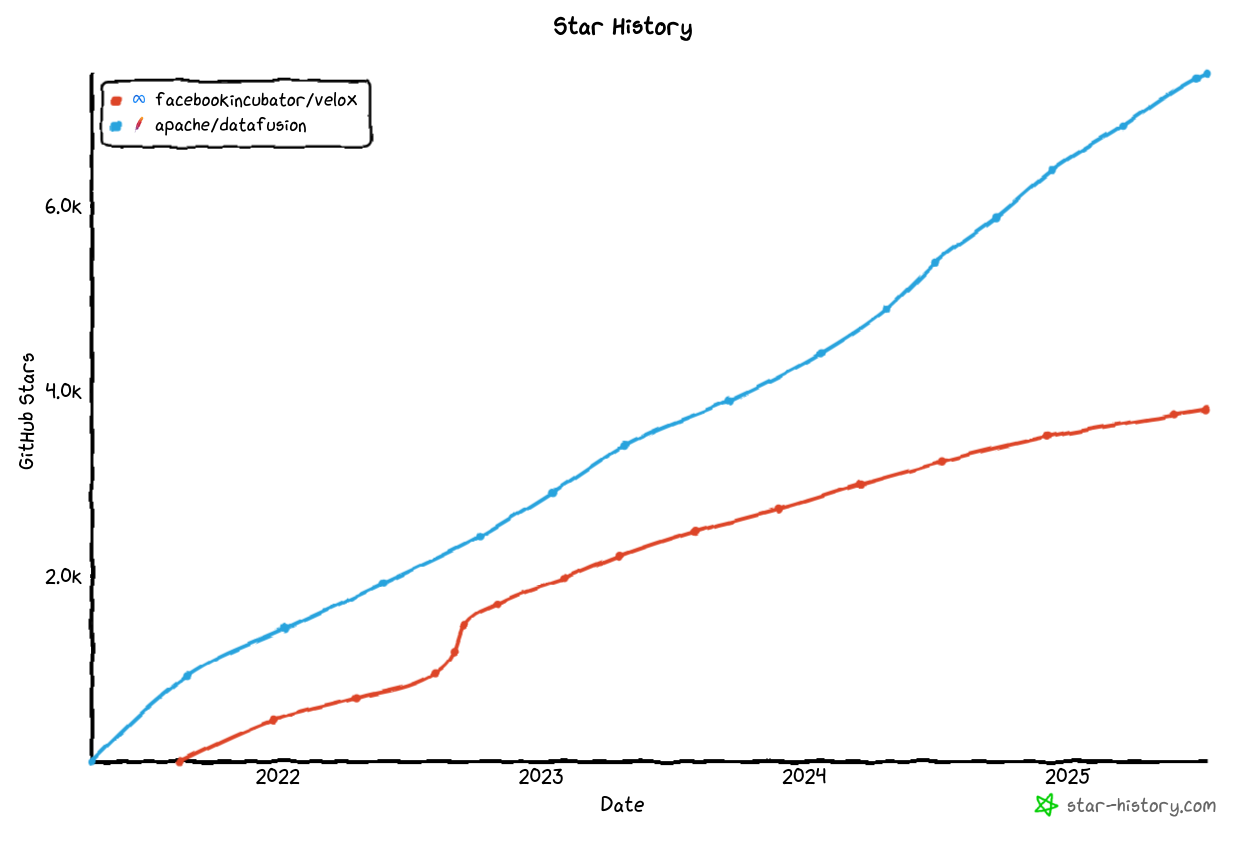 Star History
facebookincubator/velox
apache/datafusion
6.0K
4.0K
2.0K
GitHub Stars
2022
2023
2024
2025
Date
star-history.com